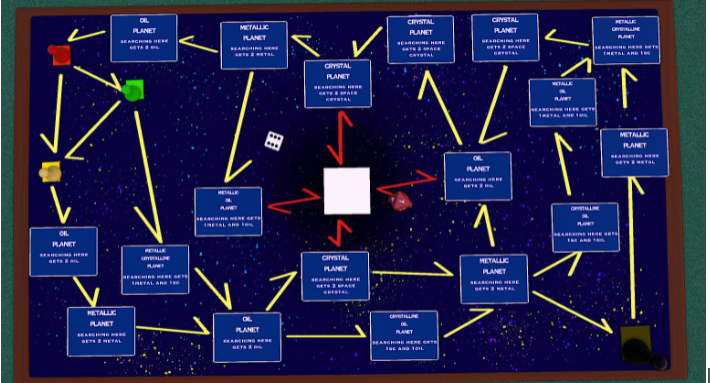 OIL
PLANET
SEARCHING HERE
GETS 2 OIL
METALLIC
PLANET
SEARCHING HERE
GETS 2 METAL
CRYSTAL
PLANET
SEARCHING HERE
GETS 2 SPACE
CRYSTAL
CRYSTAL
PLANET
SEARCHING HERE
GETS 2 SPACE
CRYSTAL
METALLIC
CRYSTALLINE
PLANET
SEARCHING HERE GETS
1METAL AND 1SC
CRYSTAL
PLANET
SEARCHING HERE
GETS 2 SPACE
CRYSTAL
METALLIC
OIL
PLANET
SEARCHING HERE GETS
1METAL AND 1OIL
METALLIC
PLANET
SEARCHING HERE
GETS 2 METAL
OIL
PLANET
SEARCHING HERE
GETS 2 OIL
METALLIC
OIL
PLANET
SEARCHING HERE GETS
1METAL AND 1OIL
CRYSTALLINE
OIL
PLANET
SEARCHING HERE GETS
1SC AND 1OIL
OIL
PLANET
SEARCHING HERE
GETS 2 OIL
METALLIC
CRYSTALLINE
PLANET
SEARCHING HERE GETS
1METAL AND 1SC
CRYSTAL
PLANET
SEARCHING HERE
GETS 2 SPACE
CRYSTAL
METALLIC
PLANET
SEARCHING HERE
GETS 2 METAL
METALLIC
PLANET
SEARCHING HERE
GETS 2 METAL
OIL
PLANET
SEARCHING HERE
GETS 2 OIL
CRYSTALLINE
OIL
PLANET
SEARCHING HERE GETS
1SC AND 1OIL